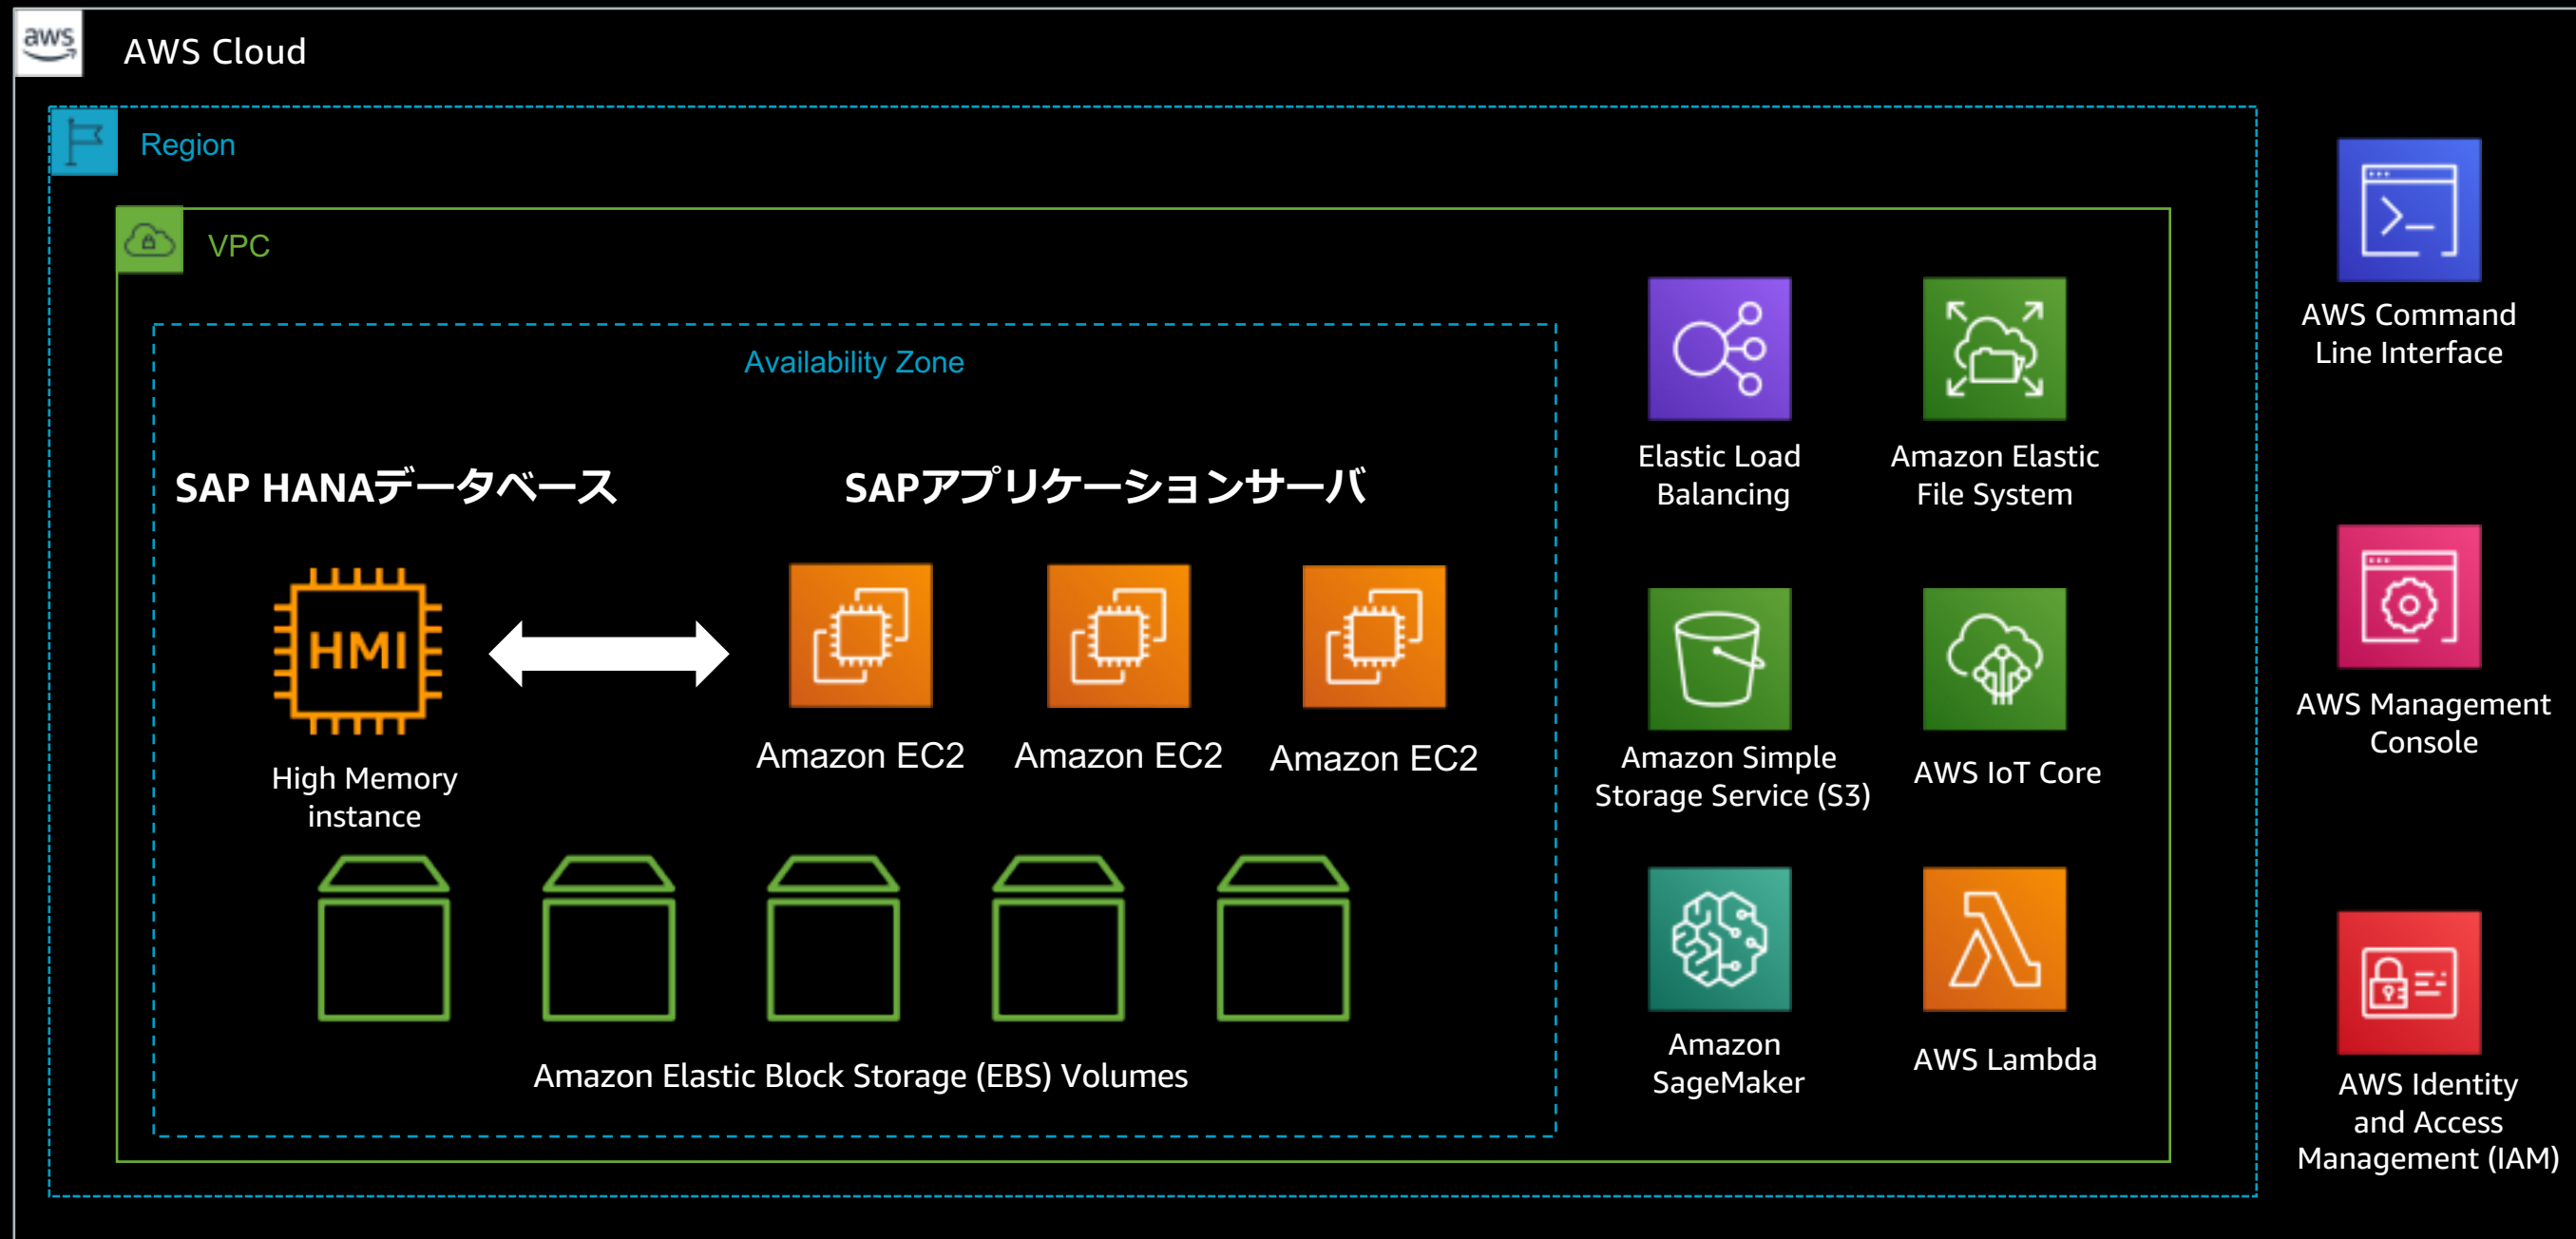 aws
AWS Cloud
Region
VPC
Availability Zone
SAP HANAデータベース
SAPアプリケーションサーバ
HMI
High Memory
instance
Amazon EC2
Amazon EC2
Amazon EC2
Amazon Elastic Block Storage (EBS) Volumes
Elastic Load
Balancing
Amazon Elastic
File System
Amazon Simple
Storage Service (S3)
AWS IoT Core
Amazon
SageMaker
AWS Lambda
AWS Command
Line Interface
AWS Management
Console
AWS Identity
and Access
Management (IAM)